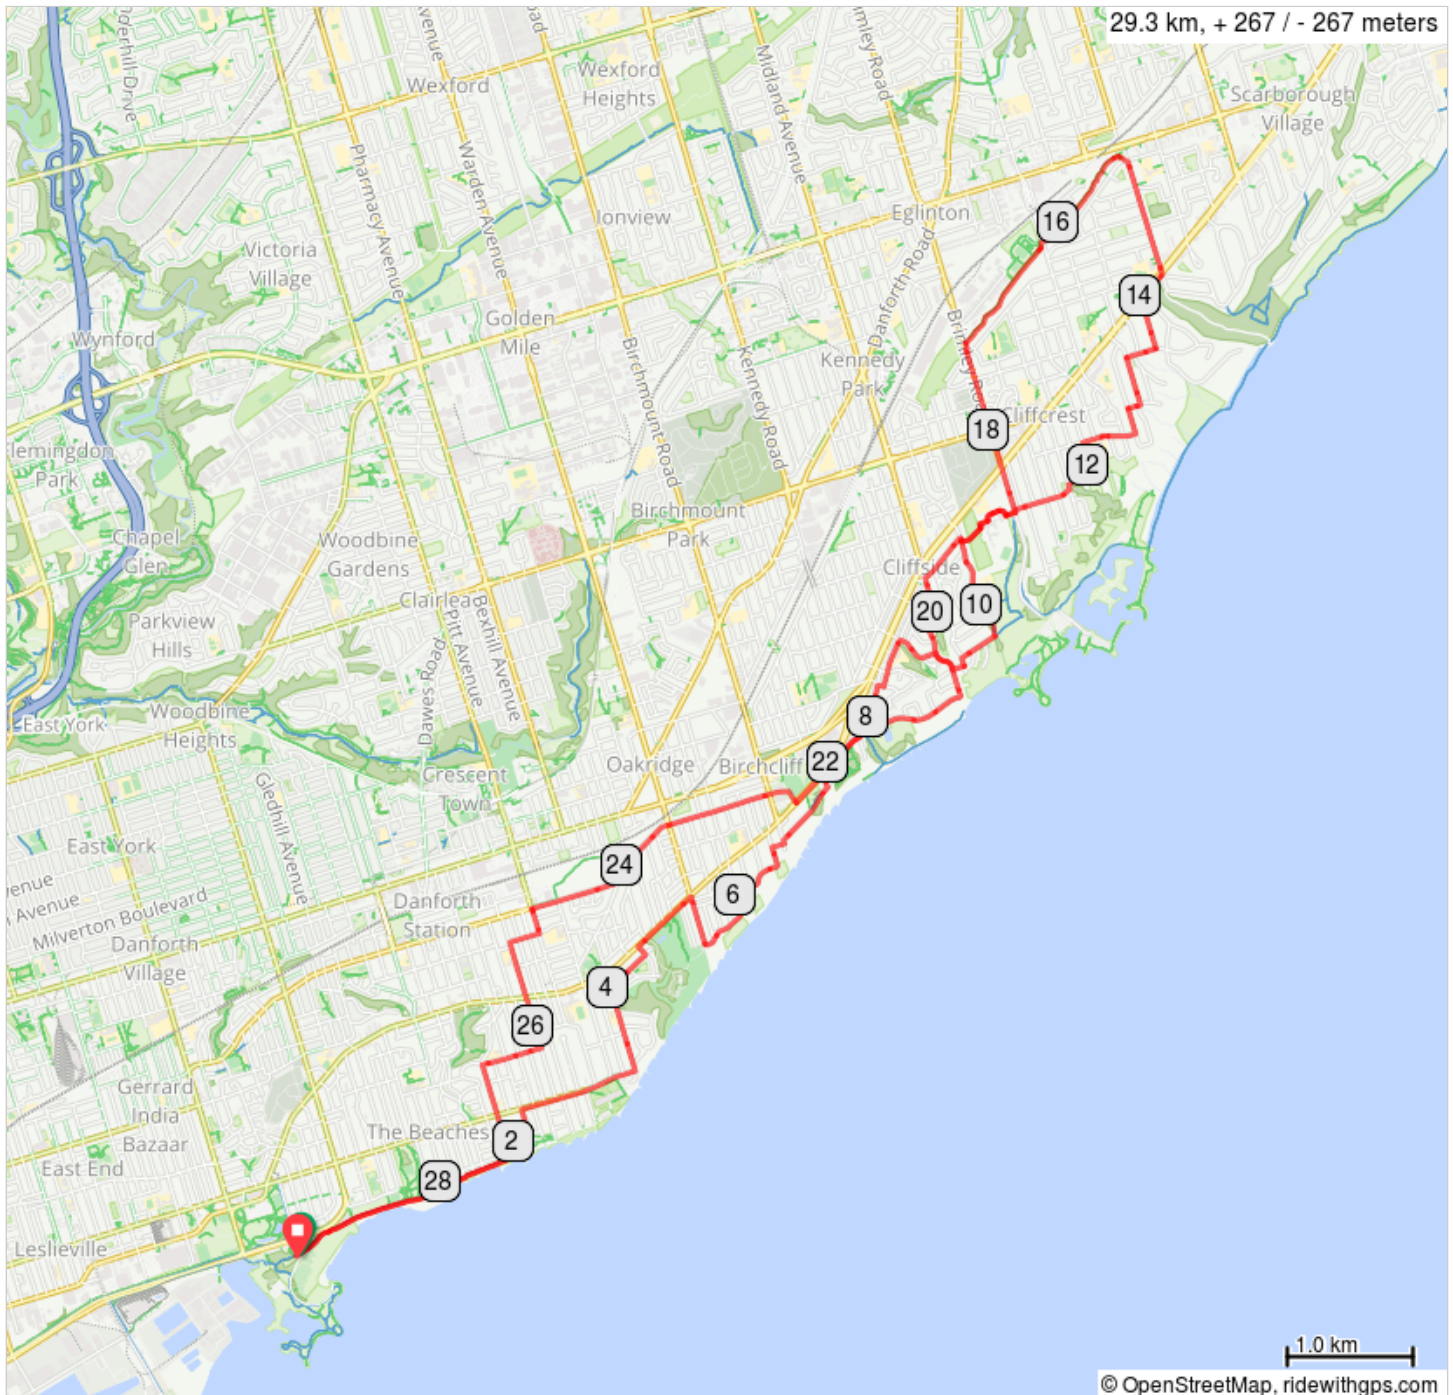 29.3 km, + 267 / - 267 meters
Wexford
Wexford
Heights
Midland Avenue
Scarborough
Village
Pharmacy Avenue
Warden Avenue
16
Ionview
Eglinton
Victoria
Village
14
Danforth Road
Golden
Mile
Wynford
Birchmount Road
Kennedy Road
Kennedy
Park
Cliffcrest
18
12
Birchmount
Park
Chapel
Glen
Woodbine
Gardens
Cliffside
Clairlea
Parkview
Hills
Pitt Avenue
Bexhill Avenue
Dawes Road
20
10
East York
Woodbine
Heights
8
22
Oakridge
Birchcliff
Crescent
Town
Gledhill Avenue
East York
24
6
Milverton Boulevard
Danforth
Station
Danforth
Village
4
26
Gerrard
India
Bazaar
The Beaches
2
East End
28
Leslieville
1.0 km
© OpenStreetMap, ridewithgps.com